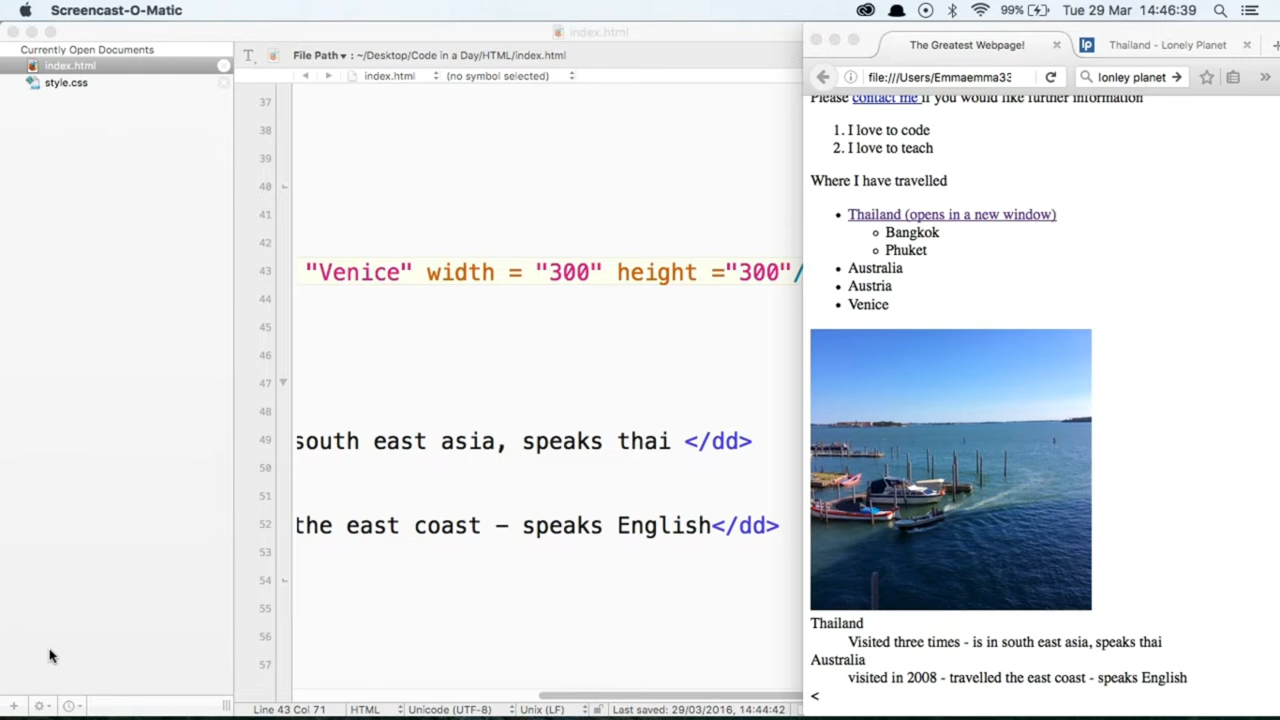 Screencast-O-Matic
99%
Tue 29 Mar 14:46:39
Currently Open Documents
index.html
style.css
index.html
File Path ▾ : ~/Desktop/Code in a Day/HTML/index.html
index.html
(no symbol selected)
37
38
39
40
41
42
43 "Venice" width = "300" height ="300"/
44
45
46
47
48
49 south east asia, speaks thai </dd>
50
51
52 the east coast - speaks English</dd>
53
54
55
56
57
Line 43 Col 71
HTML
Unicode (UTF-8)
Unix (LF)
Last saved: 29/03/2016, 14:44:42
The Greatest Webpage!
lp
Thailand - Lonely Planet
file:///Users/Emmaemma33
lonley planet
Please contact me if you would like further information
1. I love to code
2. I love to teach
Where I have travelled
• Thailand (opens in a new window)
◦ Bangkok
◦ Phuket
• Australia
• Austria
• Venice
Thailand
Visited three times - is in south east asia, speaks thai
Australia
visited in 2008 - travelled the east coast - speaks English
<